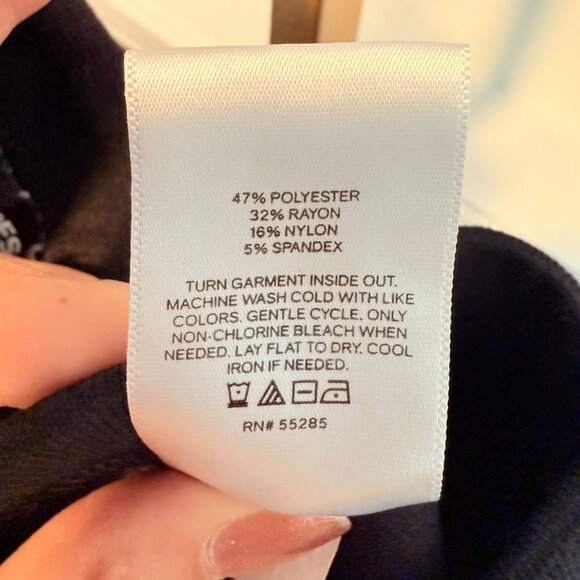 47% POLYESTER
32% RAYON
16% NYLON
5% SPANDEX
TURN GARMENT INSIDE OUT.
MACHINE WASH COLD WITH LIKE
COLORS. GENTLE CYCLE. ONLY
NON-CHLORINE BLEACH WHEN
NEEDED. LAY FLAT TO DRY. COOL
IRON IF NEEDED.
RN# 55285